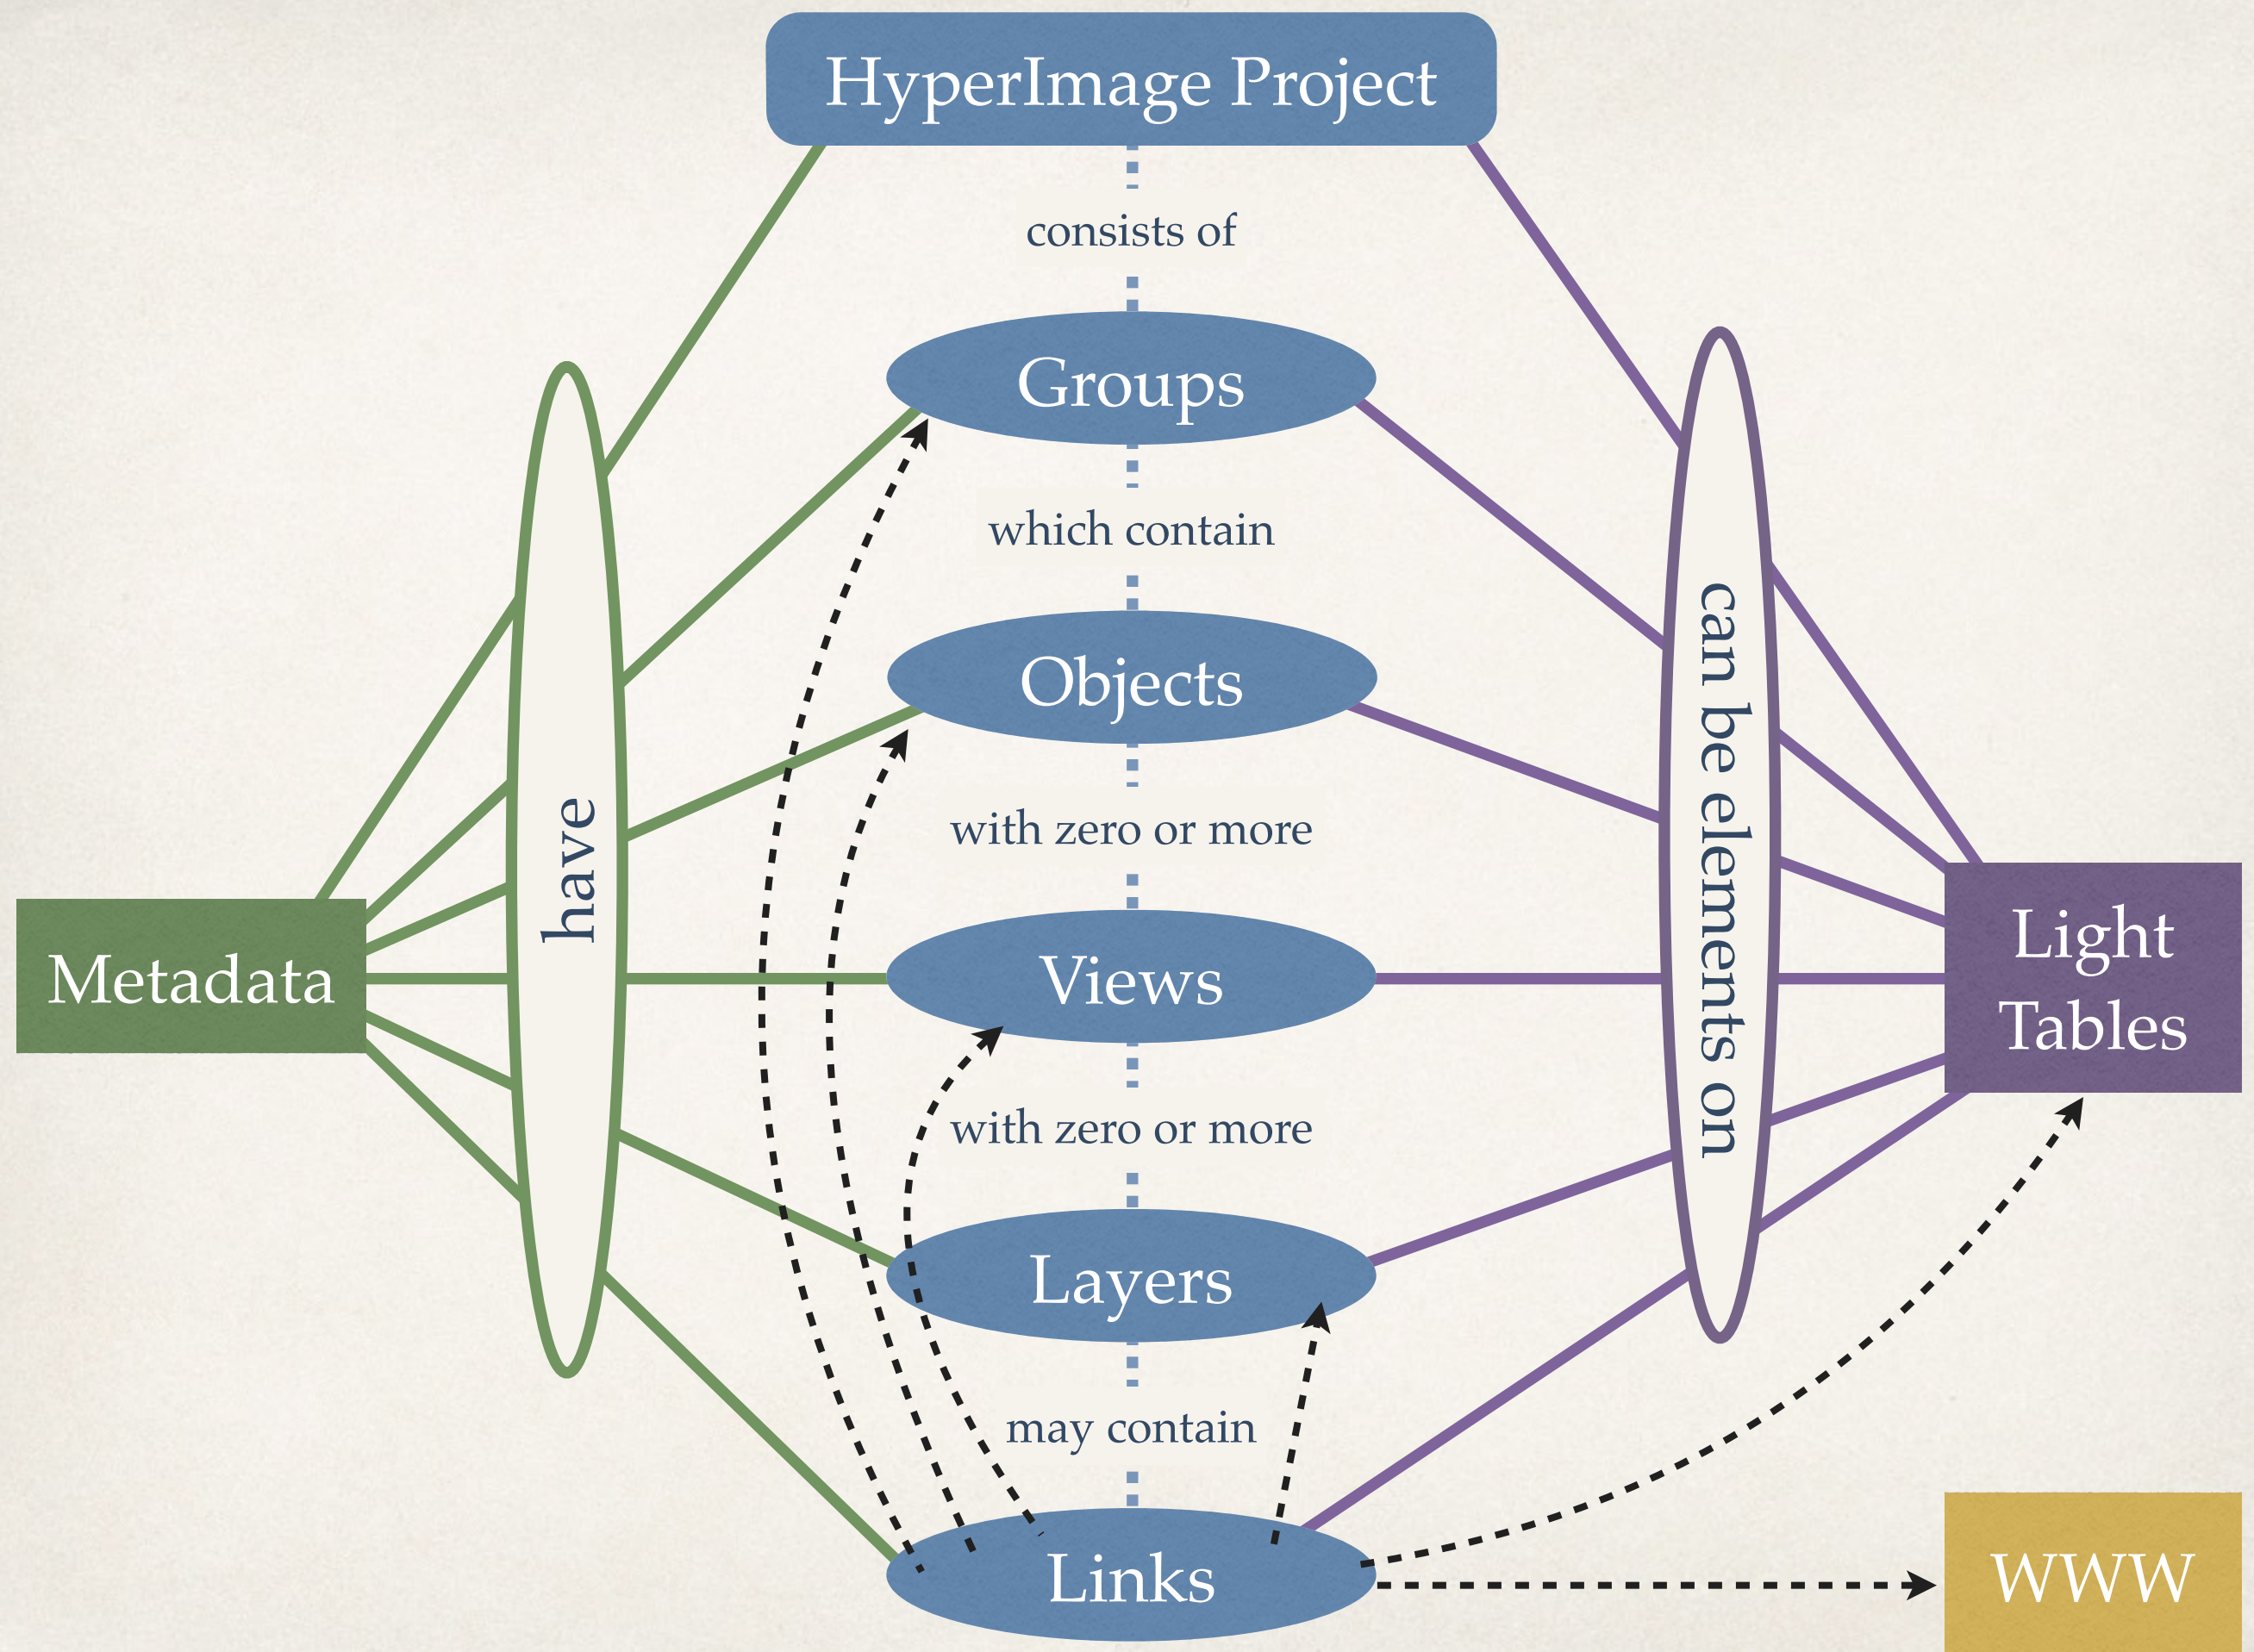 HyperImage Project
consists of
Groups
which contain
Objects
with zero or more
Views
with zero or more
Layers
may contain
Links
have
Metadata
can be elements on
Light
Tables
WWW